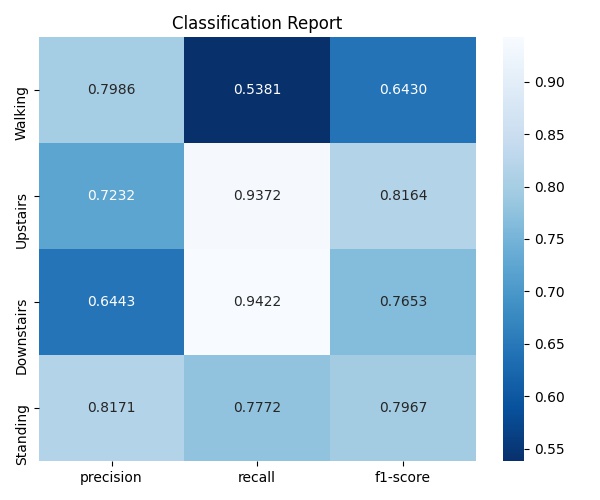 Classification Report
Walking 0.7986 0.5381 0.6430
Upstairs 0.7232 0.9372 0.8164
Downstairs 0.6443 0.9422 0.7653
Standing 0.8171 0.7772 0.7967
precision recall f1-score
0.90
0.85
0.80
0.75
0.70
0.65
0.60
0.55